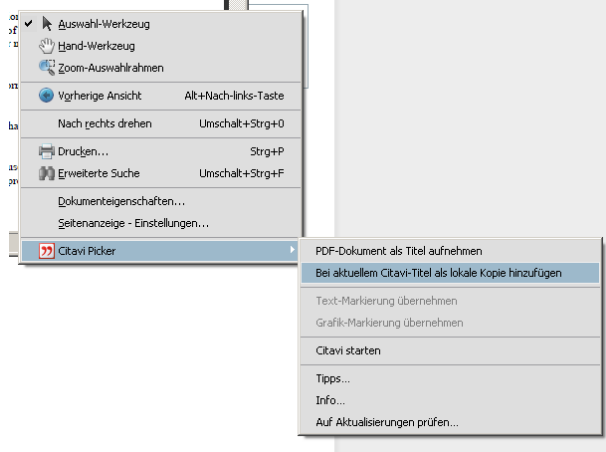 Auswahl-Werkzeug
Hand-Werkzeug
Zoom-Auswahlrahmen
Vorherige Ansicht Alt+Nach-links-Taste
Nach rechts drehen Umschalt+Strg+0
Drucken... Strg+P
Erweiterte Suche Umschalt+Strg+F
Dokumenteigenschaften...
Seitenanzeige - Einstellungen...
Citavi Picker
PDF-Dokument als Titel aufnehmen
Bei aktuellem Citavi-Titel als lokale Kopie hinzufügen
Text-Markierung übernehmen
Grafik-Markierung übernehmen
Citavi starten
Tipps...
Info...
Auf Aktualisierungen prüfen...